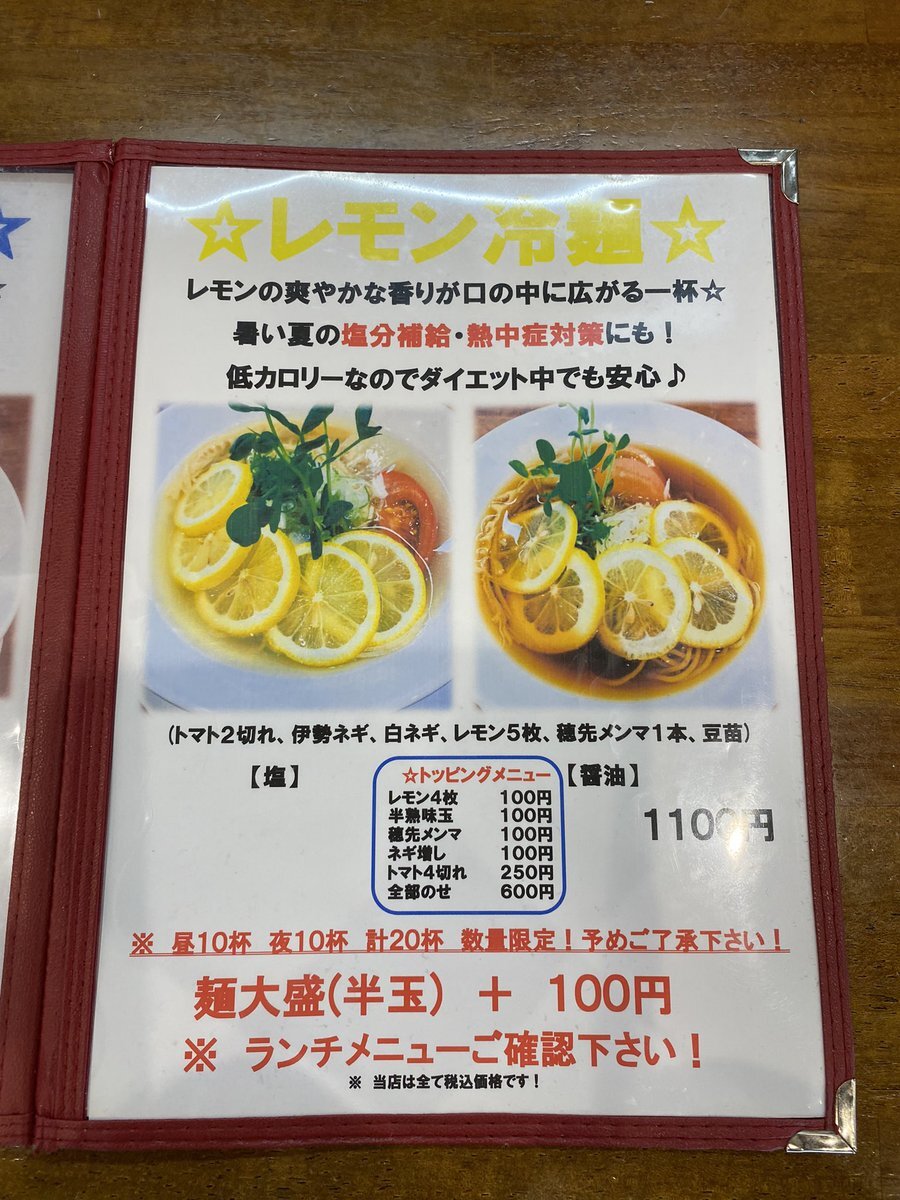 ☆レモン冷麺☆
レモンの爽やかな香りが口の中に広がる一杯☆
暑い夏の塩分補給・熱中症対策にも！
低カロリーなのでダイエット中でも安心♪
(トマト２切れ、伊勢ネギ、白ネギ、レモン５枚、穂先メンマ１本、豆苗)
【塩】
☆トッピングメニュー
レモン４枚 100円
半熟味玉 100円
穂先メンマ 100円
ネギ増し 100円
トマト４切れ 250円
全部のせ 600円
【醤油】
1100円
※ 昼10杯 夜10杯 計20杯 数量限定！予めご了承下さい！
麺大盛(半玉) ＋ 100円
※ ランチメニューご確認下さい！
※ 当店は全て税込価格です！